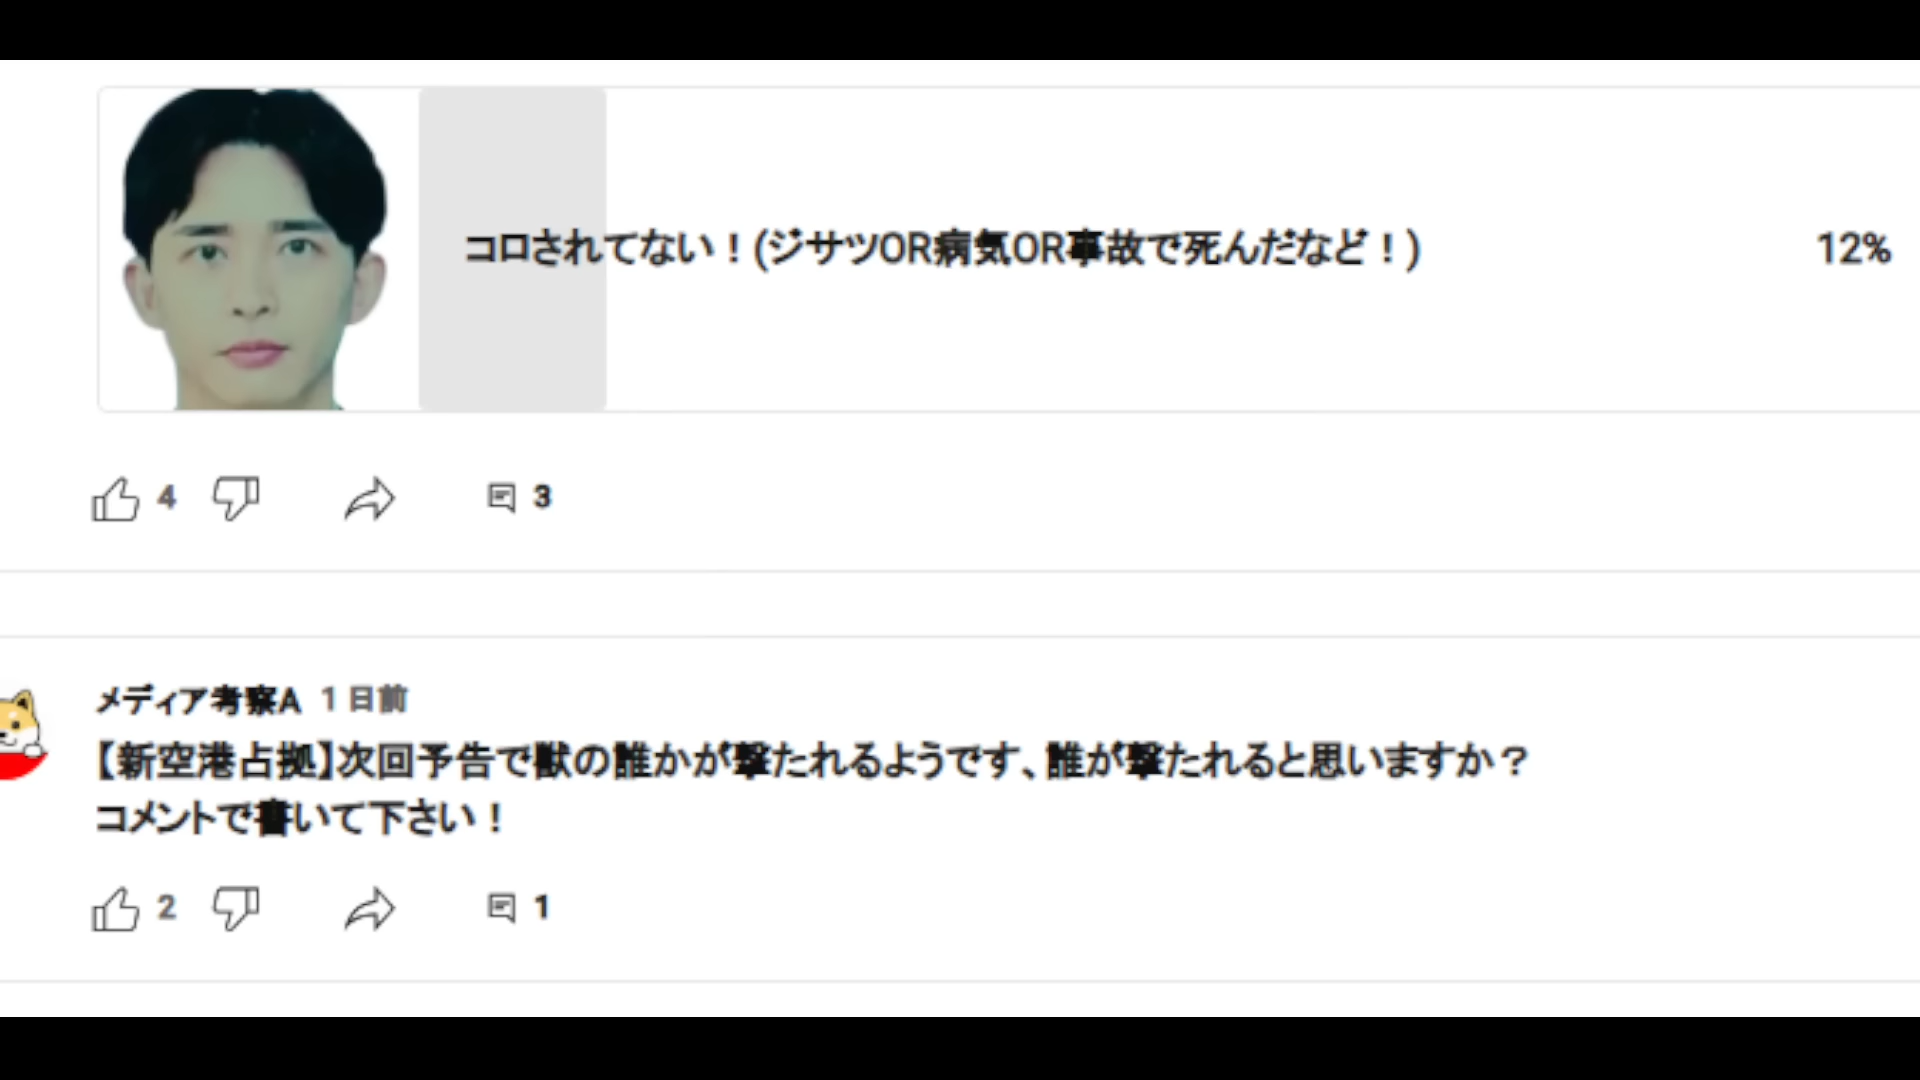 コロされてない！(ジサツOR病気OR事故で死んだなど！) 12%
4 3
メディア考察A 1 日前
【新空港占拠】次回予告で獣の誰かが撃たれるようです、誰が撃たれると思いますか？
コメントで書いて下さい！
2 1